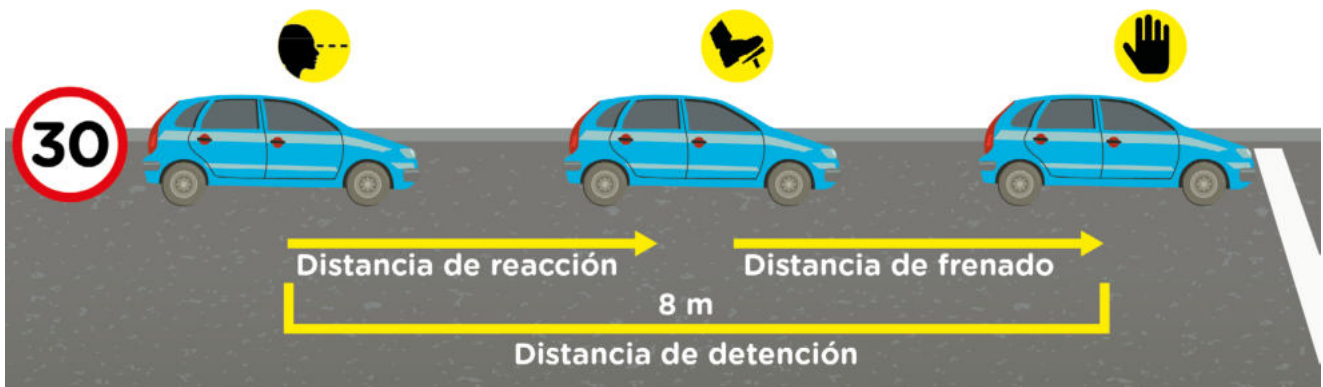 30
Distancia de reacción
Distancia de frenado
8 m
Distancia de detención